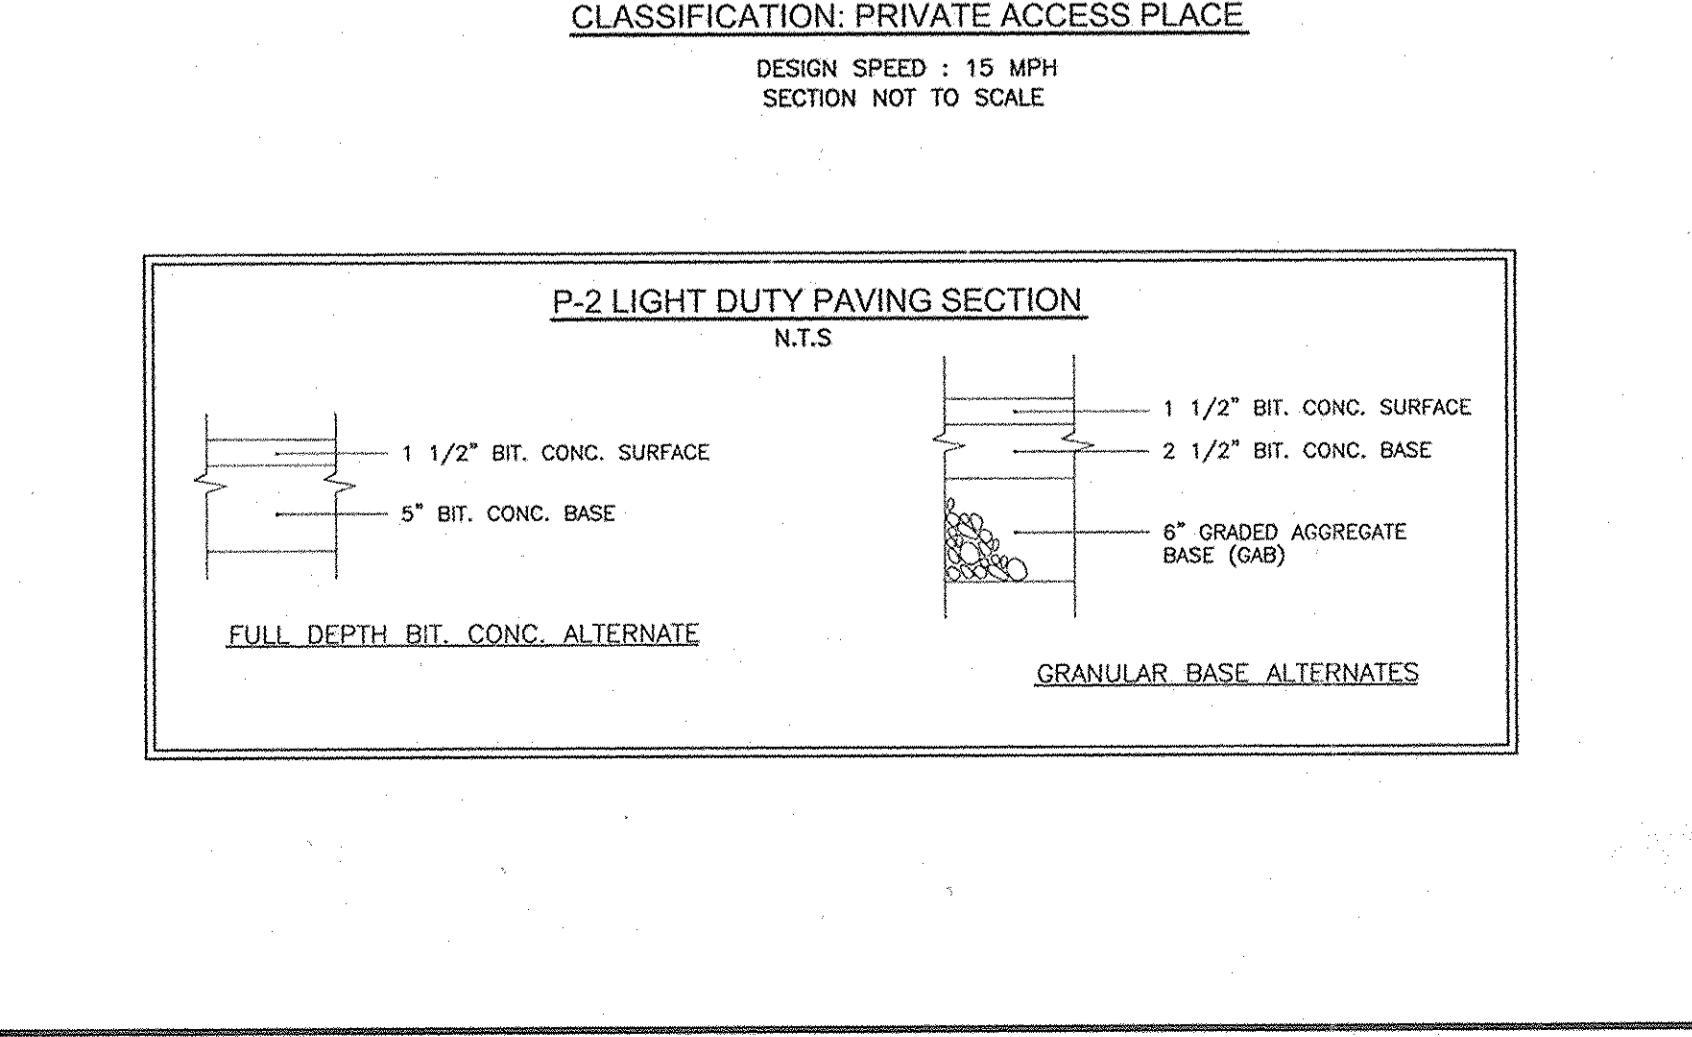 CLASSIFICATION: PRIVATE ACCESS PLACE
DESIGN SPEED : 15 MPH
SECTION NOT TO SCALE
P-2 LIGHT DUTY PAVING SECTION
N.T.S
1 1/2" BIT. CONC. SURFACE
5" BIT. CONC. BASE
FULL DEPTH BIT. CONC. ALTERNATE
1 1/2" BIT. CONC. SURFACE
2 1/2" BIT. CONC. BASE
6" GRADED AGGREGATE
BASE (GAB)
GRANULAR BASE ALTERNATES